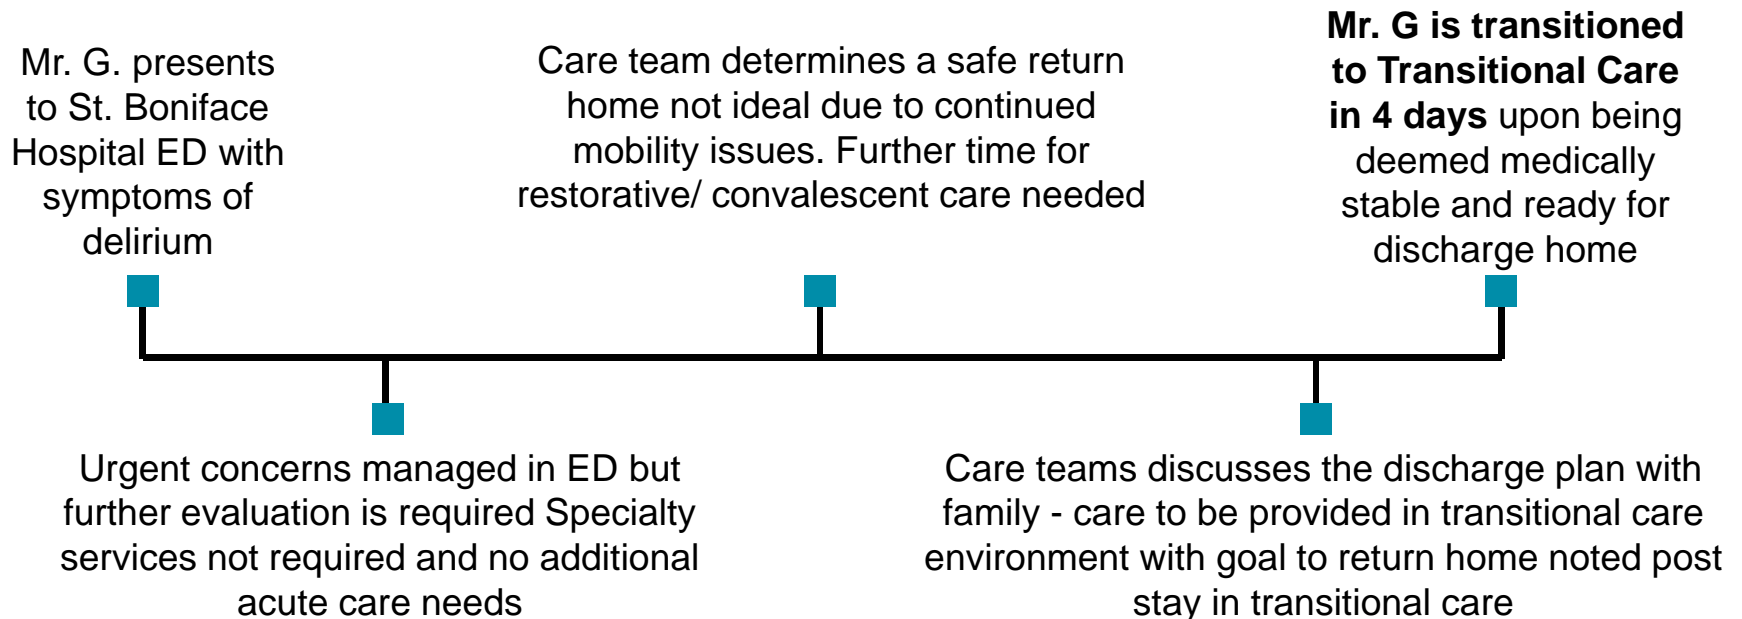 Mr. G. presents
to St. Boniface
Hospital ED with
symptoms of
delirium
Urgent concerns managed in ED but
further evaluation is required Specialty
services not required and no additional
acute care needs
Care team determines a safe return
home not ideal due to continued
mobility issues. Further time for
restorative/ convalescent care needed
Care teams discusses the discharge plan with
family - care to be provided in transitional care
environment with goal to return home noted post
stay in transitional care
Mr. G is transitioned
to Transitional Care
in 4 days upon being
deemed medically
stable and ready for
discharge home